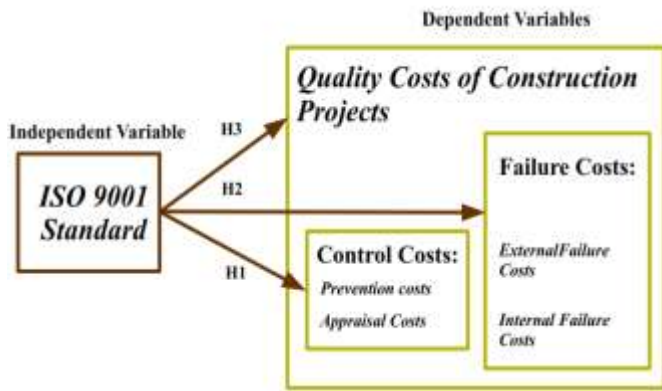 Dependent Variables
Quality Costs of Construction
Projects
Independent Variable
ISO 9001
Standard
H3
H2
H1
Failure Costs:
ExternalFailure
Costs
Internal Failure
Costs
Control Costs:
Prevention costs
Appraisal Costs